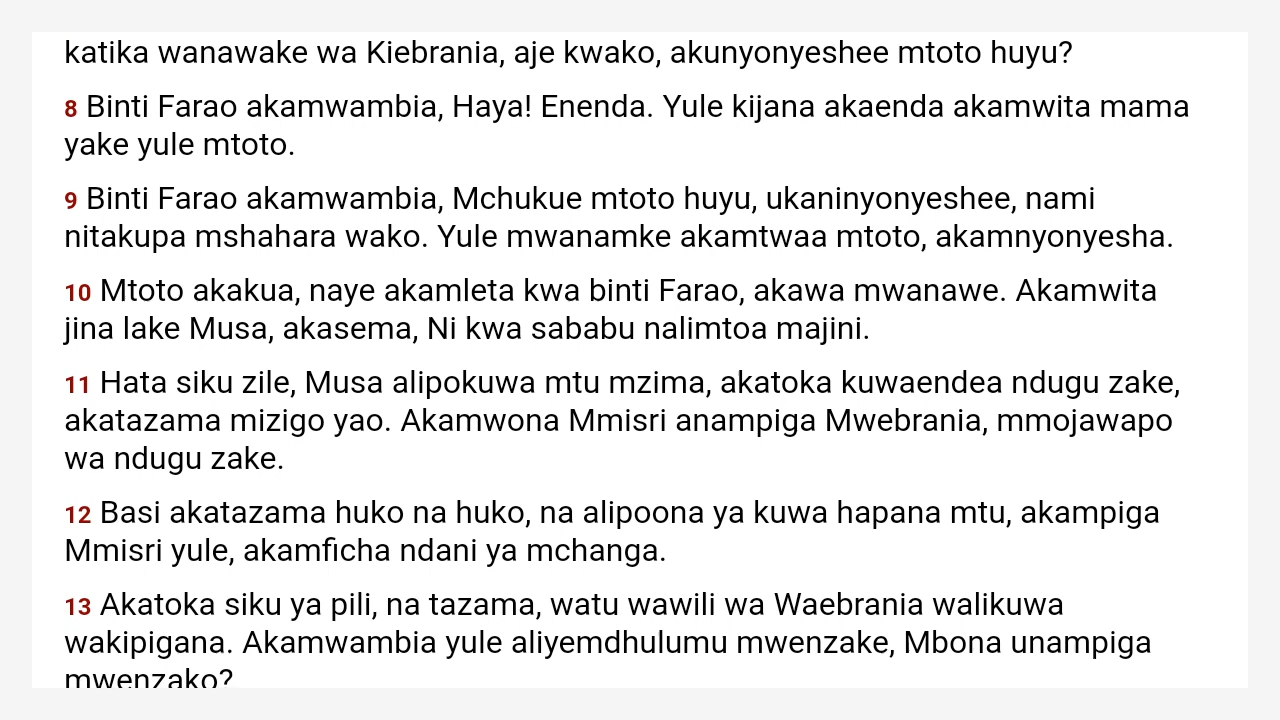 katika wanawake wa Kiebrania, aje kwako, akunyonyeshee mtoto huyu?
8 Binti Farao akamwambia, Haya! Enenda. Yule kijana akaenda akamwita mama
yake yule mtoto.
9 Binti Farao akamwambia, Mchukue mtoto huyu, ukaninyonyeshee, nami
nitakupa mshahara wako. Yule mwanamke akamtwaa mtoto, akamnyonyesha.
10 Mtoto akakua, naye akamleta kwa binti Farao, akawa mwanawe. Akamwita
jina lake Musa, akasema, Ni kwa sababu nalimtoa majini.
11 Hata siku zile, Musa alipokuwa mtu mzima, akatoka kuwaendea ndugu zake,
akatazama mizigo yao. Akamwona Mmisri anampiga Mwebrania, mmojawapo
wa ndugu zake.
12 Basi akatazama huko na huko, na alipoona ya kuwa hapana mtu, akampiga
Mmisri yule, akamficha ndani ya mchanga.
13 Akatoka siku ya pili, na tazama, watu wawili wa Waebrania walikuwa
wakipigana. Akamwambia yule aliyemdhulumu mwenzake, Mbona unampiga
mwenzako?